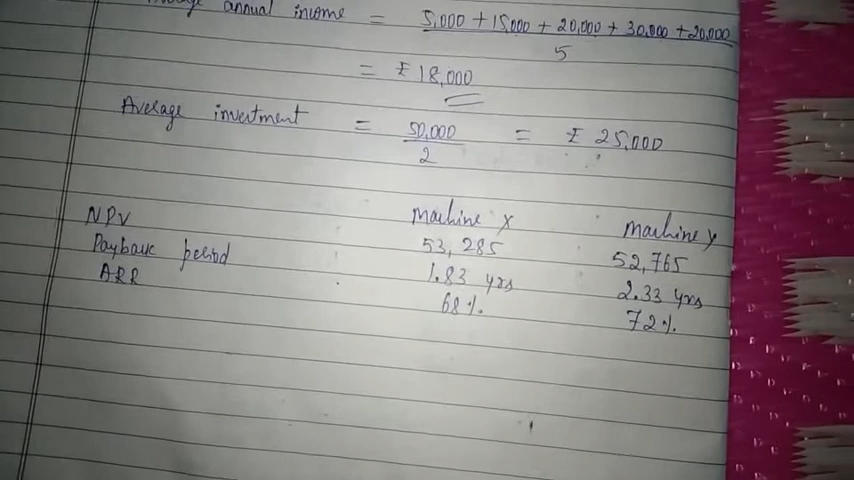 annual income = 5,000 + 15,000 + 20,000 + 30,000 + 20,000
5
= ₹ 18,000
Average investment = 50,000 = ₹ 25,000
2
Machine X Machine Y
NPV 53,285 52,765
Payback period 1.83 yrs 2.33 yrs
ARR 68% 72%